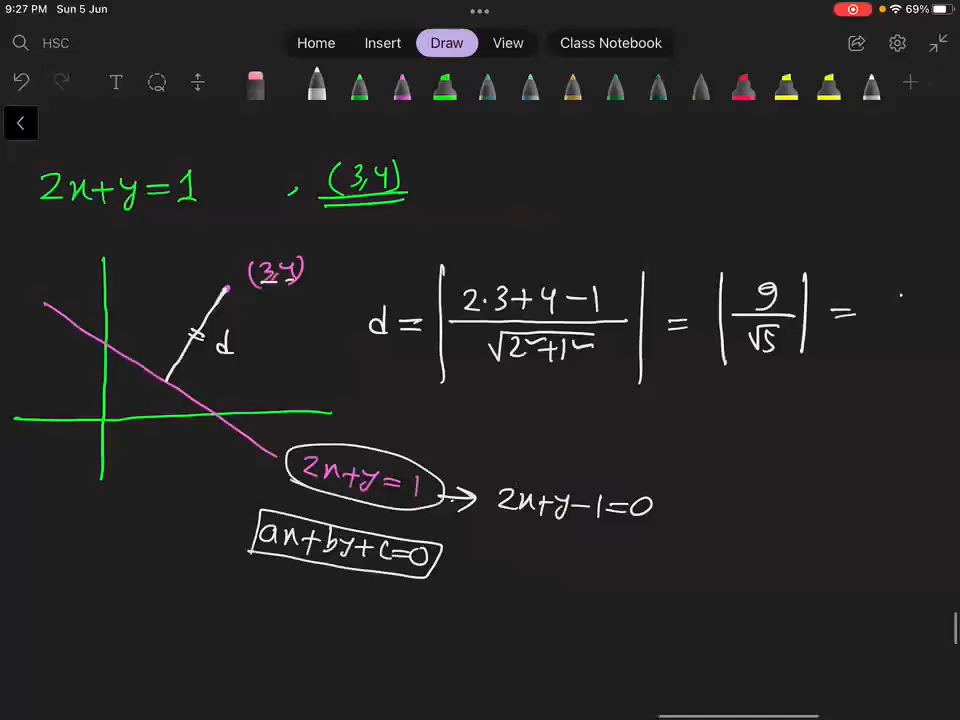 9:27 PM Sun 5 Jun
69%
HSC
Home Insert Draw View Class Notebook
T
2x+y=1 , (3,4)
(3,4)
d
d = |(2·3+4−1)/√(2²+1²)| = |9/√5| =
2x+y=1 → 2x+y−1=0
ax+by+c=0